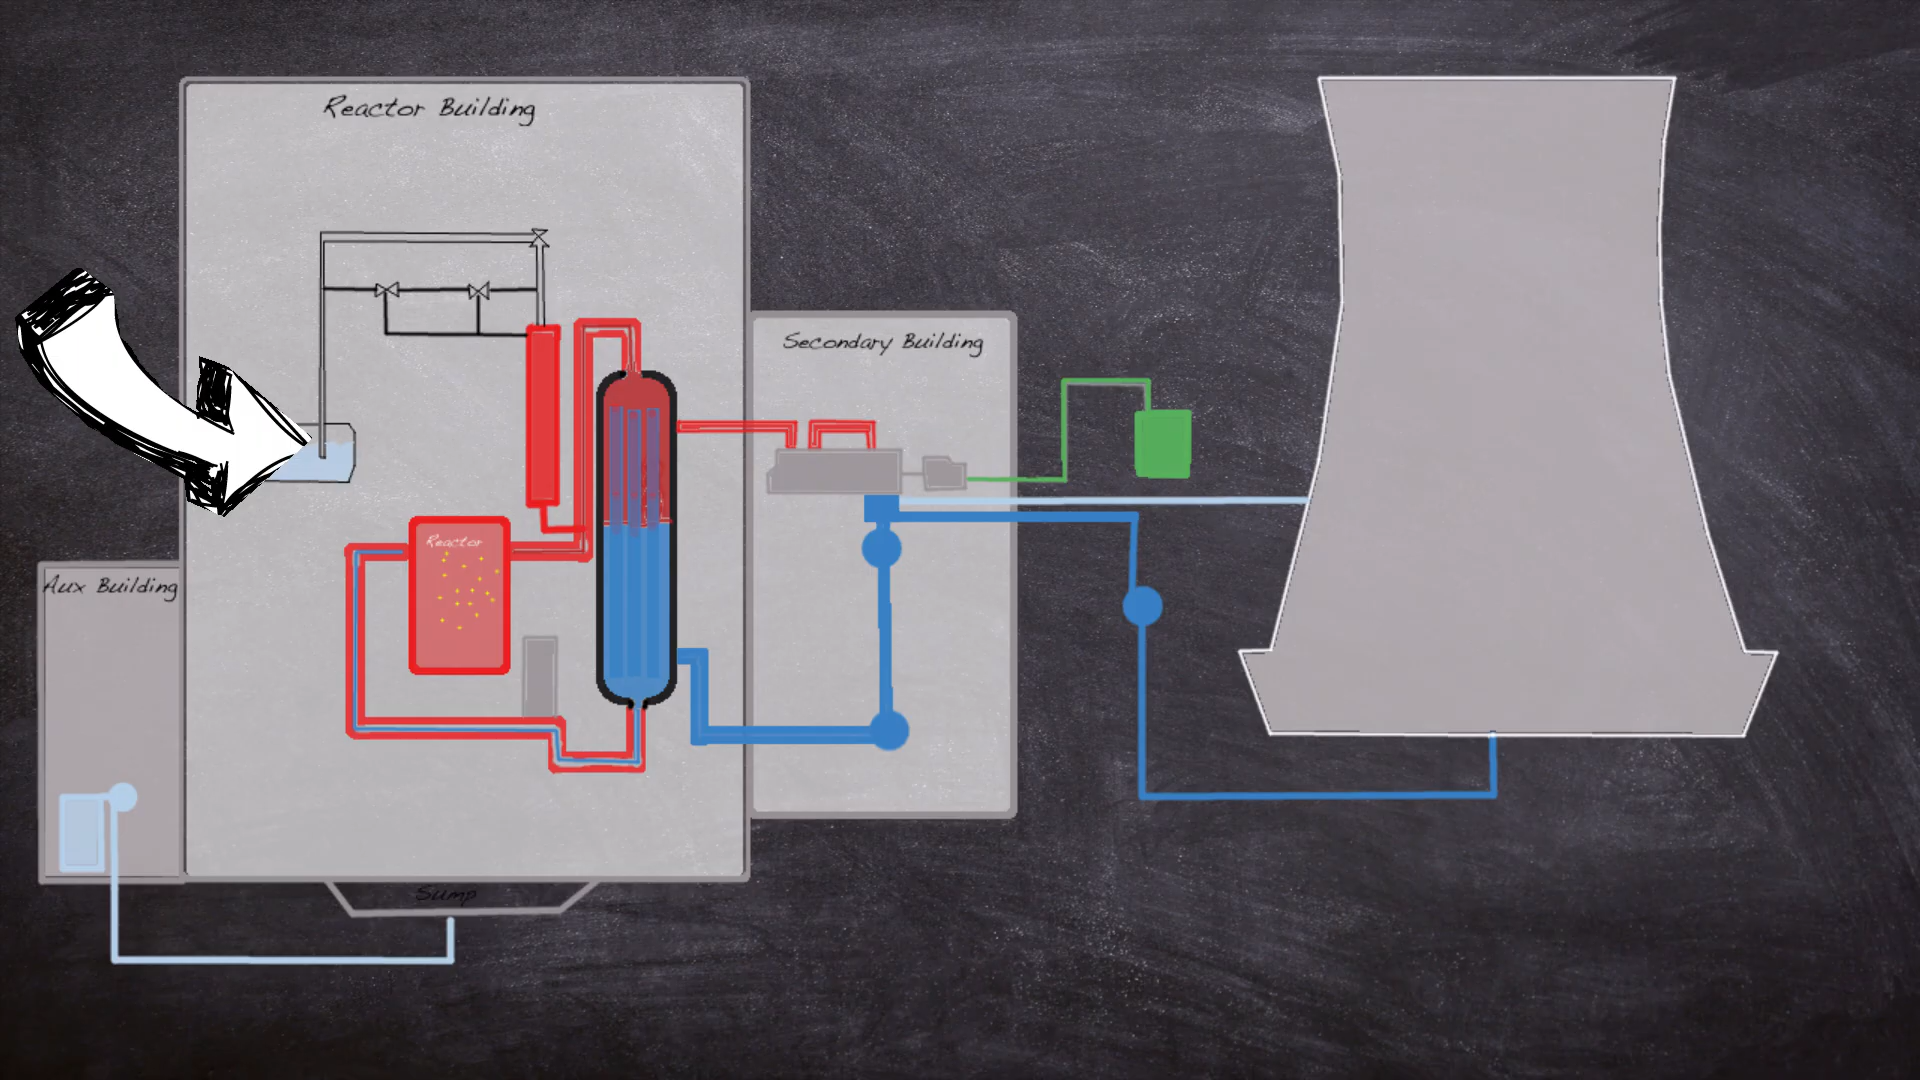 Reactor Building
Secondary Building
Reactor
Aux Building
Sump